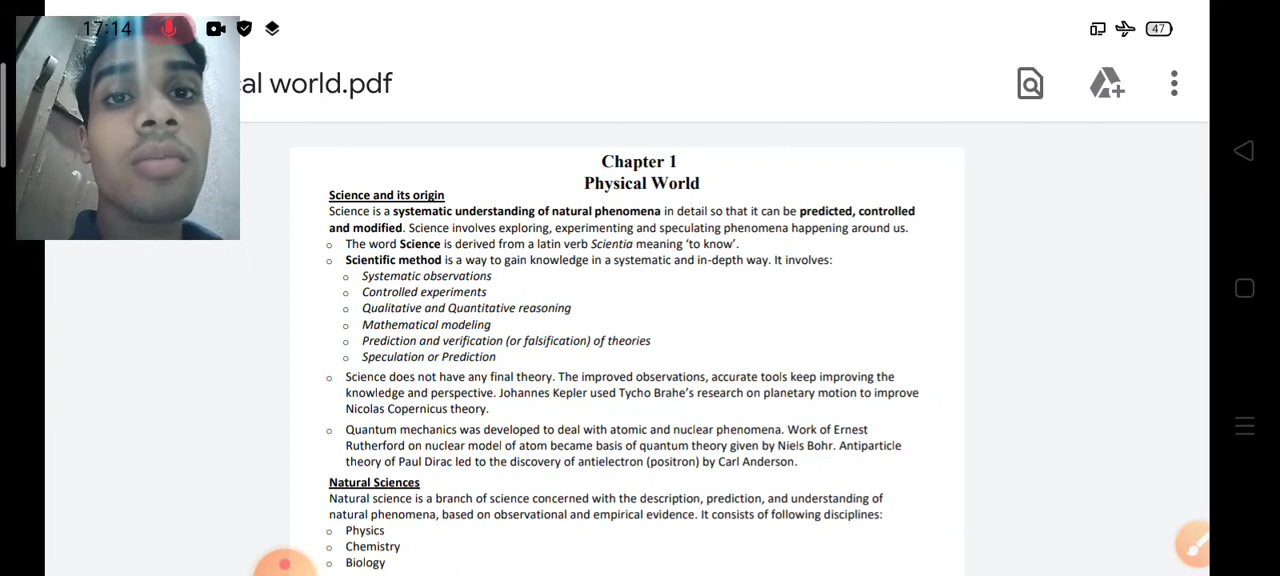 17:14
47
cal world.pdf
Chapter 1
Physical World
Science and its origin
Science is a systematic understanding of natural phenomena in detail so that it can be predicted, controlled
and modified. Science involves exploring, experimenting and speculating phenomena happening around us.
o The word Science is derived from a latin verb Scientia meaning ‘to know’.
o Scientific method is a way to gain knowledge in a systematic and in-depth way. It involves:
o Systematic observations
o Controlled experiments
o Qualitative and Quantitative reasoning
o Mathematical modeling
o Prediction and verification (or falsification) of theories
o Speculation or Prediction
o Science does not have any final theory. The improved observations, accurate tools keep improving the
knowledge and perspective. Johannes Kepler used Tycho Brahe’s research on planetary motion to improve
Nicolas Copernicus theory.
o Quantum mechanics was developed to deal with atomic and nuclear phenomena. Work of Ernest
Rutherford on nuclear model of atom became basis of quantum theory given by Niels Bohr. Antiparticle
theory of Paul Dirac led to the discovery of antielectron (positron) by Carl Anderson.
Natural Sciences
Natural science is a branch of science concerned with the description, prediction, and understanding of
natural phenomena, based on observational and empirical evidence. It consists of following disciplines:
o Physics
o Chemistry
o Biology